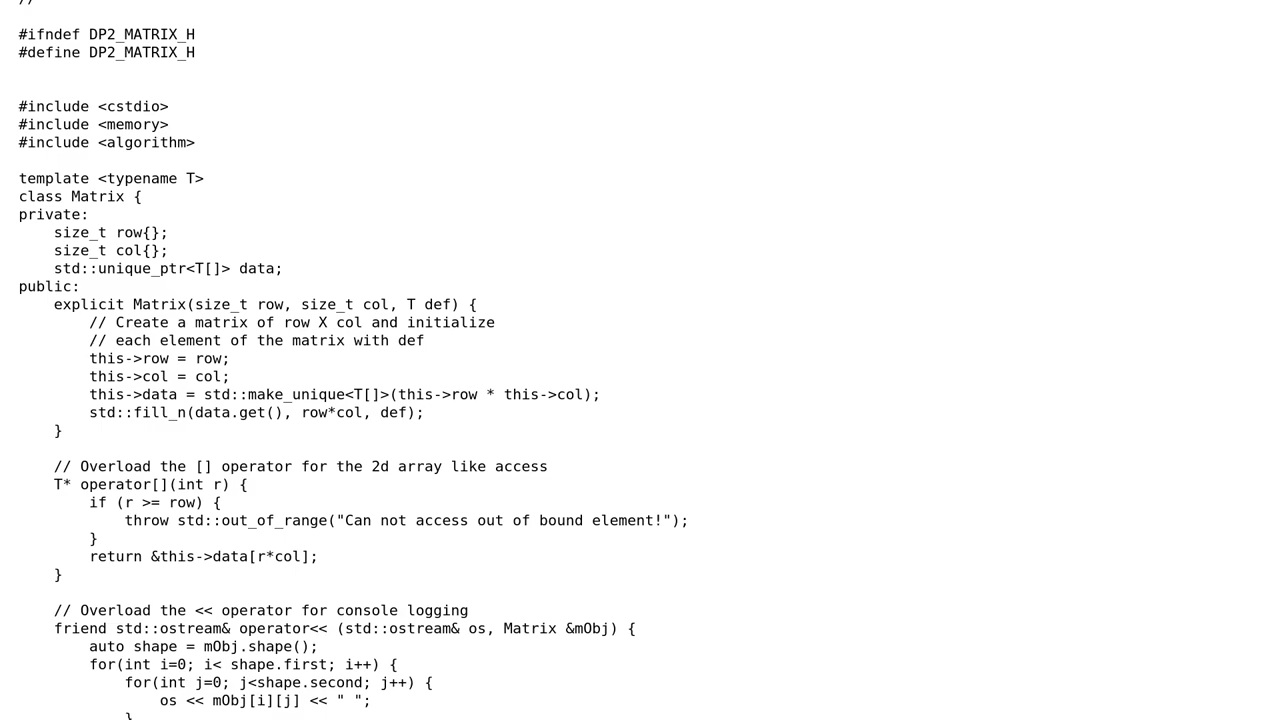 //
#ifndef DP2_MATRIX_H
#define DP2_MATRIX_H
#include <cstdio>
#include <memory>
#include <algorithm>
template <typename T>
class Matrix {
private:
    size_t row{};
    size_t col{};
    std::unique_ptr<T[]> data;
public:
    explicit Matrix(size_t row, size_t col, T def) {
        // Create a matrix of row X col and initialize
        // each element of the matrix with def
        this->row = row;
        this->col = col;
        this->data = std::make_unique<T[]>(this->row * this->col);
        std::fill_n(data.get(), row*col, def);
    }
    // Overload the [] operator for the 2d array like access
    T* operator[](int r) {
        if (r >= row) {
            throw std::out_of_range("Can not access out of bound element!");
        }
        return &this->data[r*col];
    }
    // Overload the << operator for console logging
    friend std::ostream& operator<< (std::ostream& os, Matrix &mObj) {
        auto shape = mObj.shape();
        for(int i=0; i< shape.first; i++) {
            for(int j=0; j<shape.second; j++) {
                os << mObj[i][j] << " ";
            }